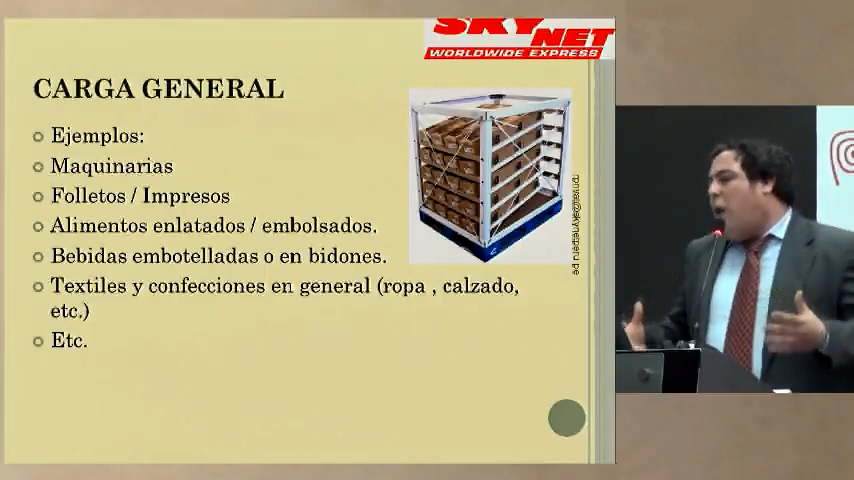 SKY
NET
WORLDWIDE EXPRESS
CARGA GENERAL
Ejemplos:
Maquinarias
Folletos / Impresos
Alimentos enlatados / embolsados.
Bebidas embotelladas o en bidones.
Textiles y confecciones en general (ropa , calzado,
etc.)
Etc.